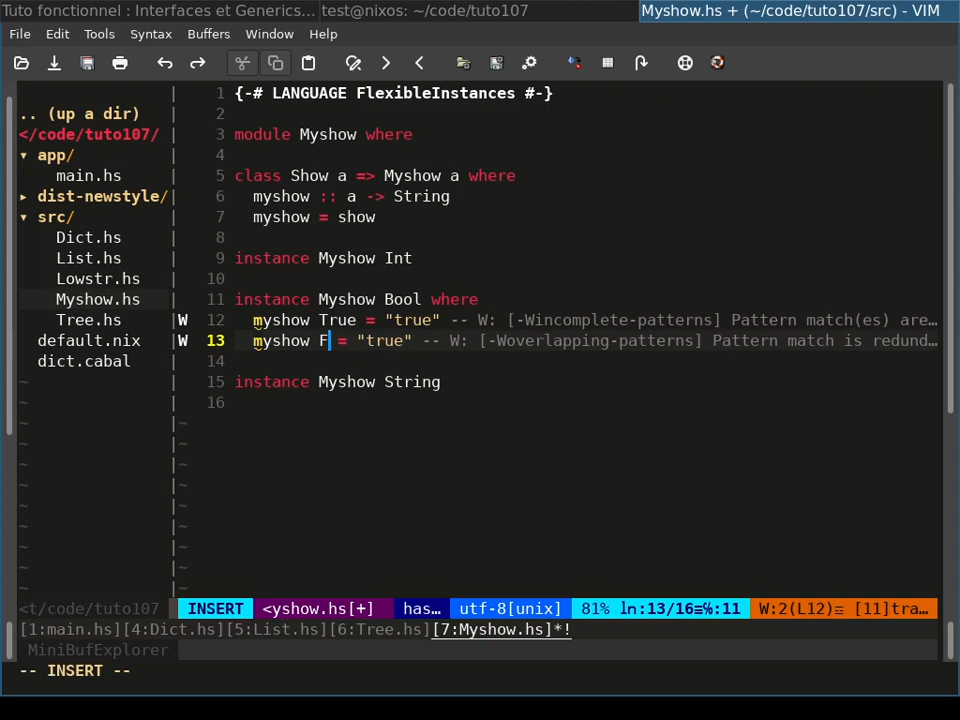 Tuto fonctionnel : Interfaces et Generics... test@nixos: ~/code/tuto107 Myshow.hs + (~/code/tuto107/src) - VIM
File Edit Tools Syntax Buffers Window Help
.. (up a dir)
</code/tuto107/
▾ app/
main.hs
▸ dist-newstyle/
▾ src/
Dict.hs
List.hs
Lowstr.hs
Myshow.hs
Tree.hs
default.nix
dict.cabal
1 {-# LANGUAGE FlexibleInstances #-}
2
3 module Myshow where
4
5 class Show a => Myshow a where
6 myshow :: a -> String
7 myshow = show
8
9 instance Myshow Int
10
11 instance Myshow Bool where
W 12 myshow True = "true" -- W: [-Wincomplete-patterns] Pattern match(es) are…
W 13 myshow F = "true" -- W: [-Woverlapping-patterns] Pattern match is redund…
14
15 instance Myshow String
16
<t/code/tuto107 INSERT <yshow.hs[+] has… utf-8[unix] 81% ln:13/16≡℅:11 W:2(L12)≡ [11]tra…
[1:main.hs][4:Dict.hs][5:List.hs][6:Tree.hs][7:Myshow.hs]*!
MiniBufExplorer
-- INSERT --